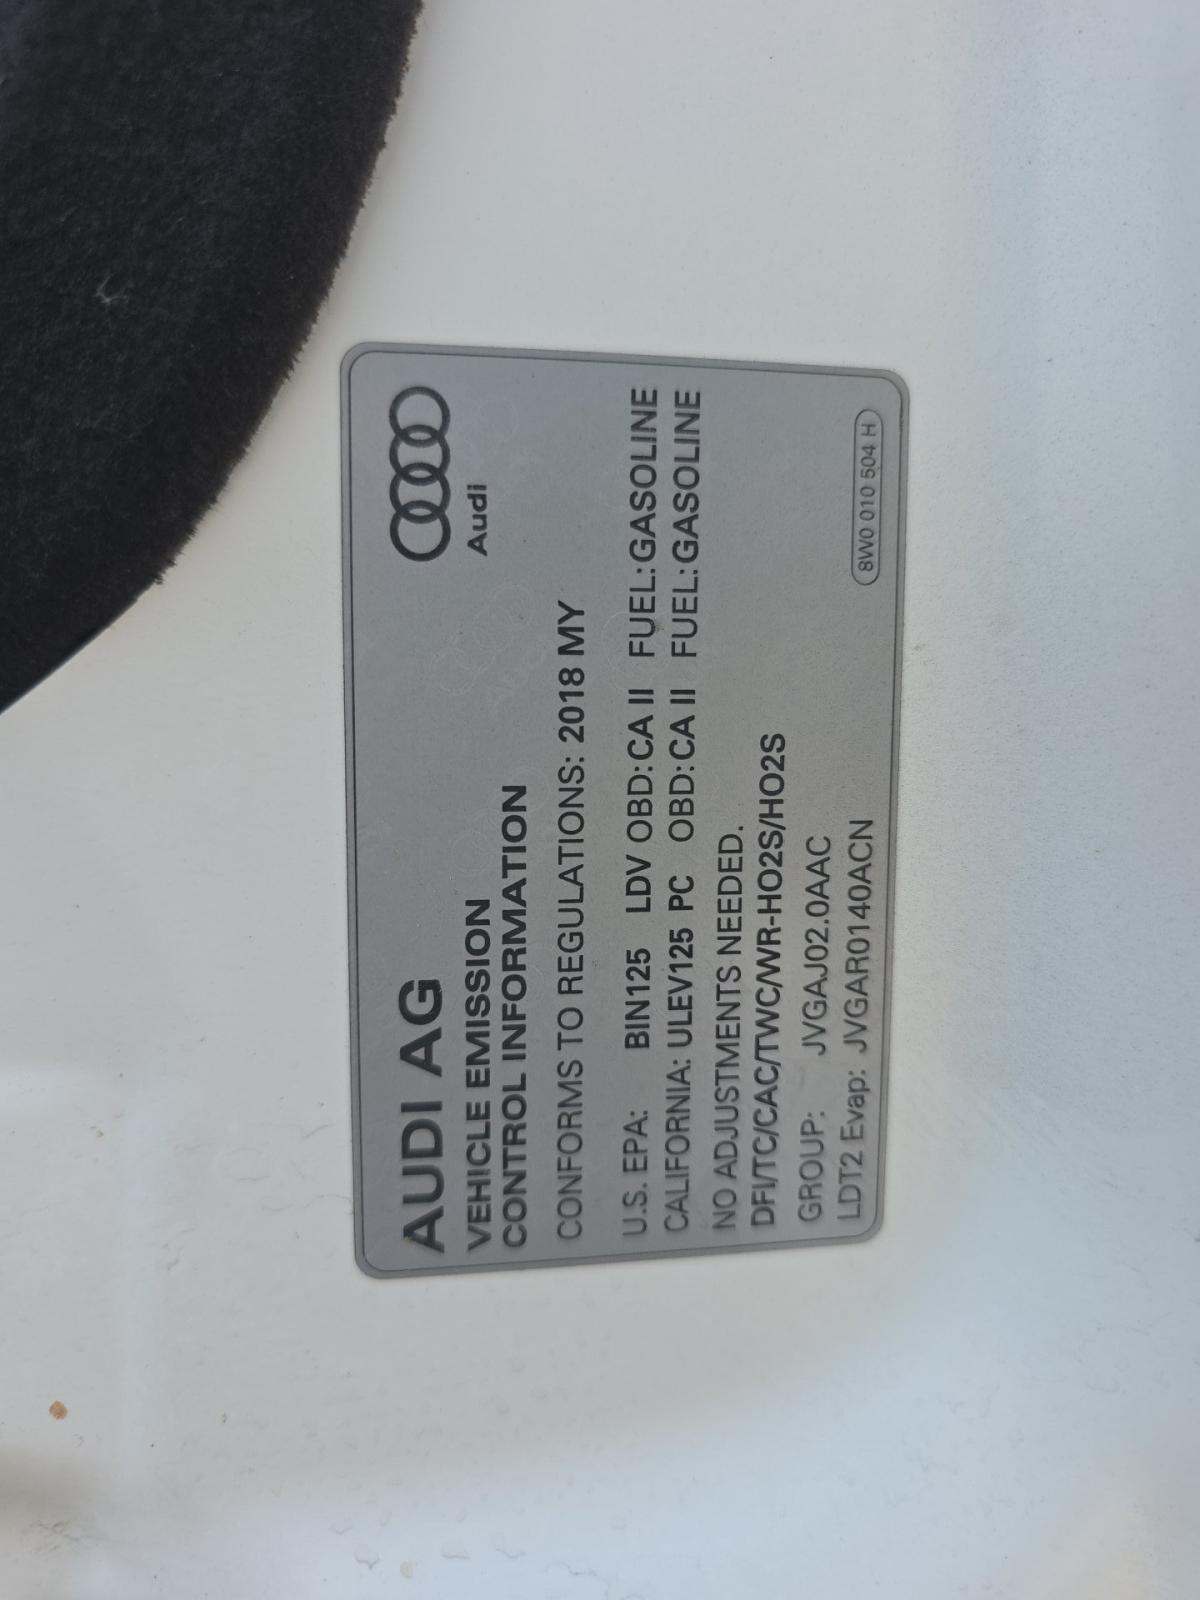 AUDI AG
Audi
VEHICLE EMISSION
CONTROL INFORMATION
CONFORMS TO REGULATIONS: 2018 MY
U.S. EPA: BIN125 LDV OBD: CA II FUEL: GASOLINE
CALIFORNIA: ULEV125 PC OBD: CA II FUEL: GASOLINE
NO ADJUSTMENTS NEEDED.
DFI/TC/CAC/TWC/WR-HO2S/HO2S
GROUP: JVGAJ02.0AAC
LDT2 Evap: JVGAR0140ACN
8W0 010 504 H